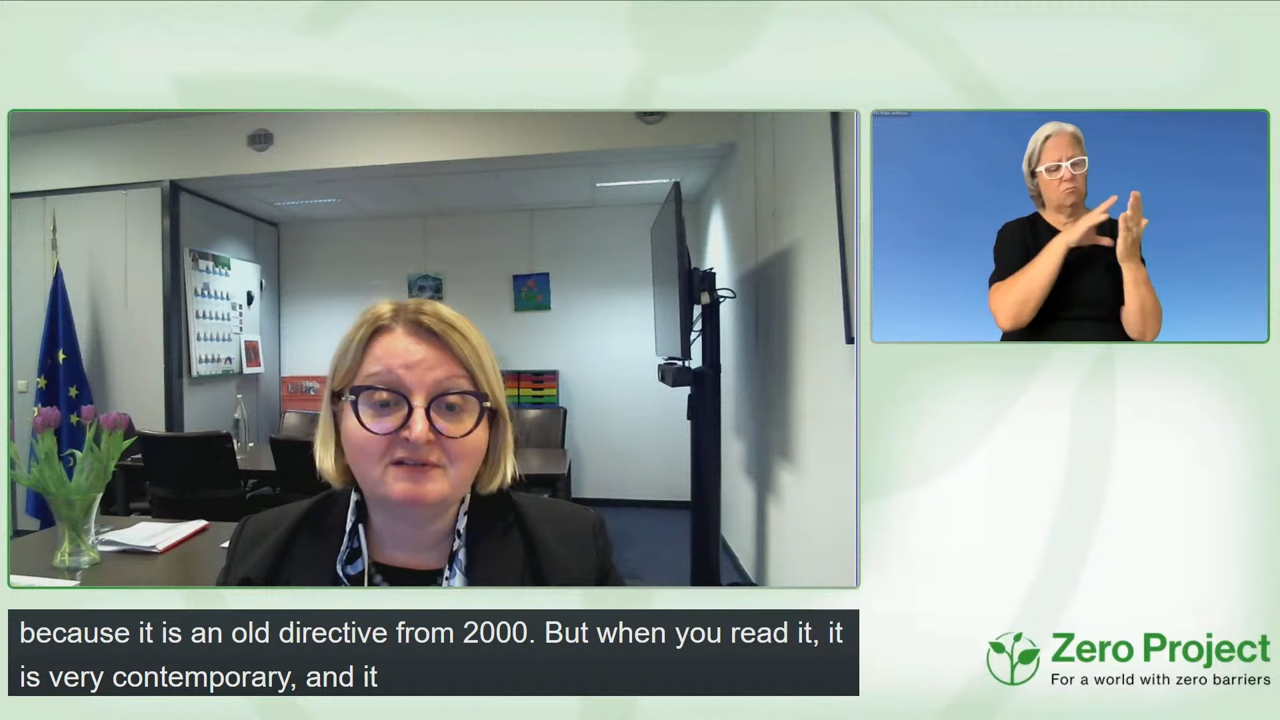 because it is an old directive from 2000. But when you read it, it
is very contemporary, and it
Zero Project
For a world with zero barriers